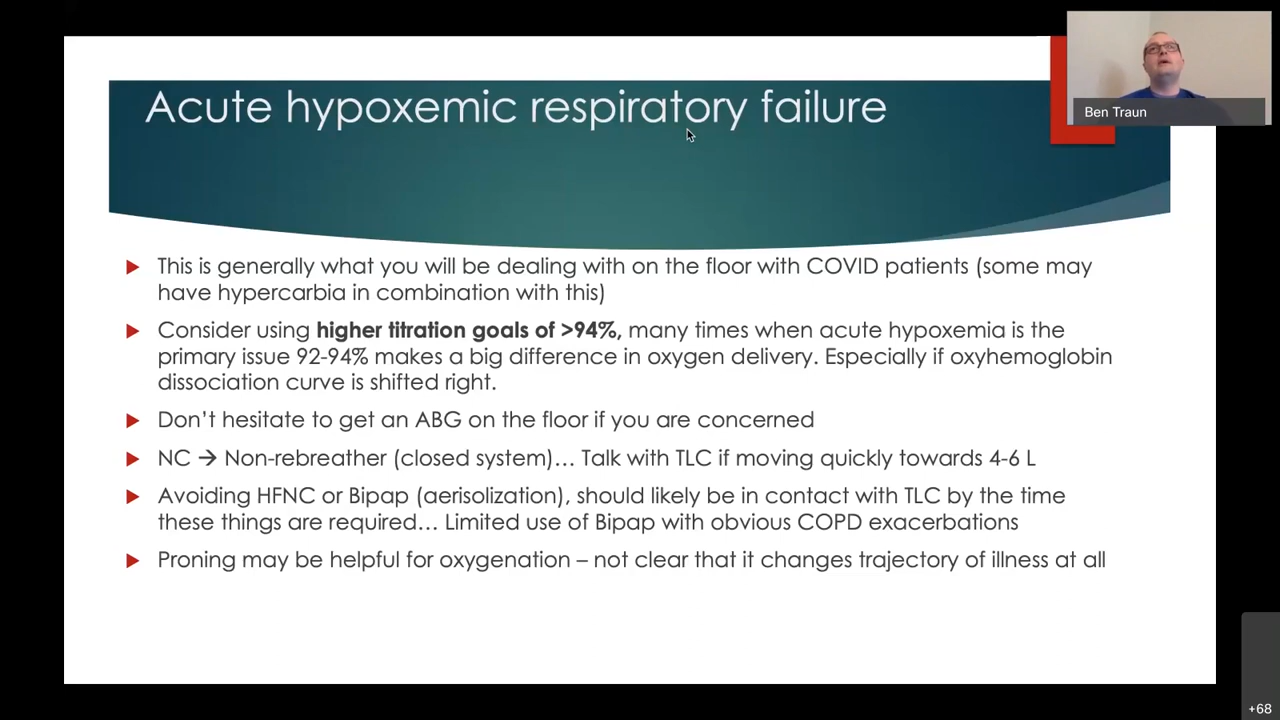 Acute hypoxemic respiratory failure
Ben Traun
This is generally what you will be dealing with on the floor with COVID patients (some may
have hypercarbia in combination with this)
Consider using higher titration goals of >94%, many times when acute hypoxemia is the
primary issue 92-94% makes a big difference in oxygen delivery. Especially if oxyhemoglobin
dissociation curve is shifted right.
Don’t hesitate to get an ABG on the floor if you are concerned
NC → Non-rebreather (closed system)… Talk with TLC if moving quickly towards 4-6 L
Avoiding HFNC or Bipap (aerisolization), should likely be in contact with TLC by the time
these things are required… Limited use of Bipap with obvious COPD exacerbations
Proning may be helpful for oxygenation – not clear that it changes trajectory of illness at all
+68